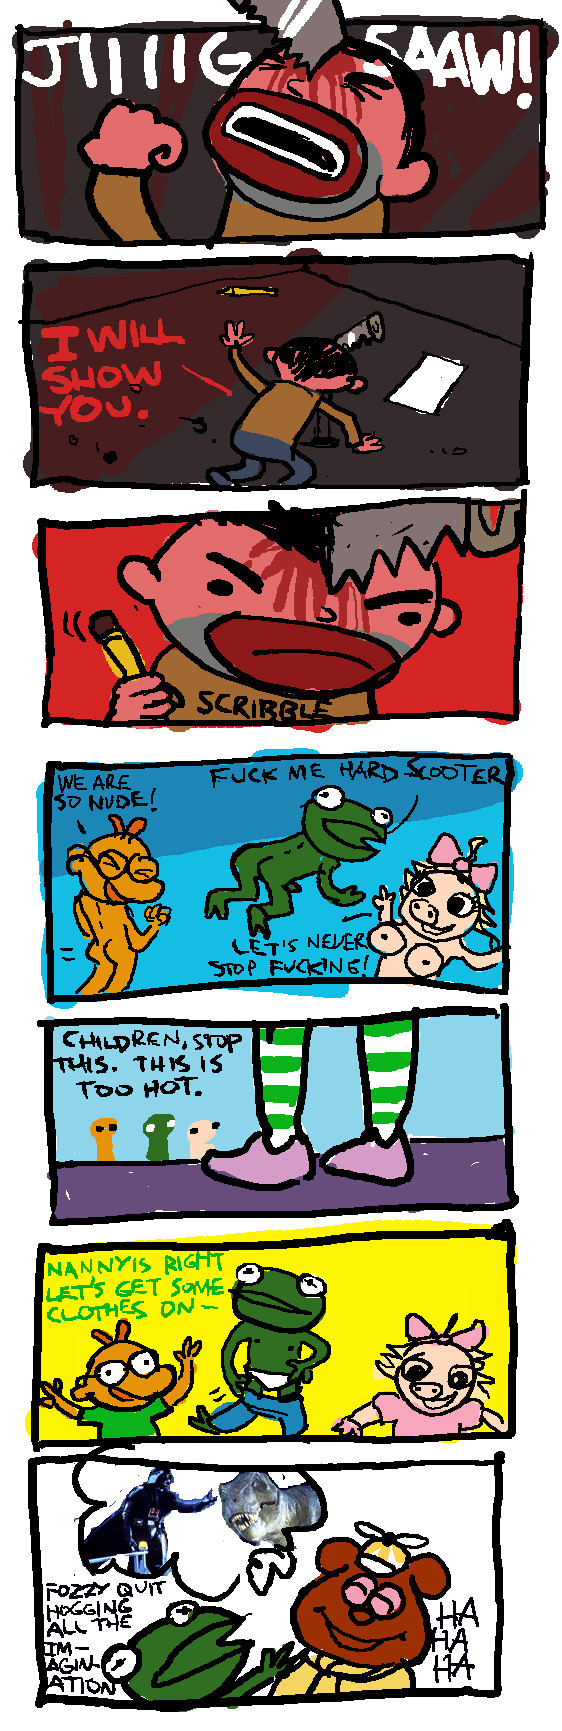 JIIIIG SAAW!
I WILL
SHOW
YOU.
SCRIBBLE
WE ARE
SO NUDE!
FUCK ME HARD SCOOTER
LET'S NEVER
STOP FUCKING!
CHILDREN, STOP
THIS. THIS IS
TOO HOT.
NANNY IS RIGHT
LET'S GET SOME
CLOTHES ON—
FOZZY QUIT
HOGGING
ALL THE
IM-
AGIN-
ATION
HA
HA
HA